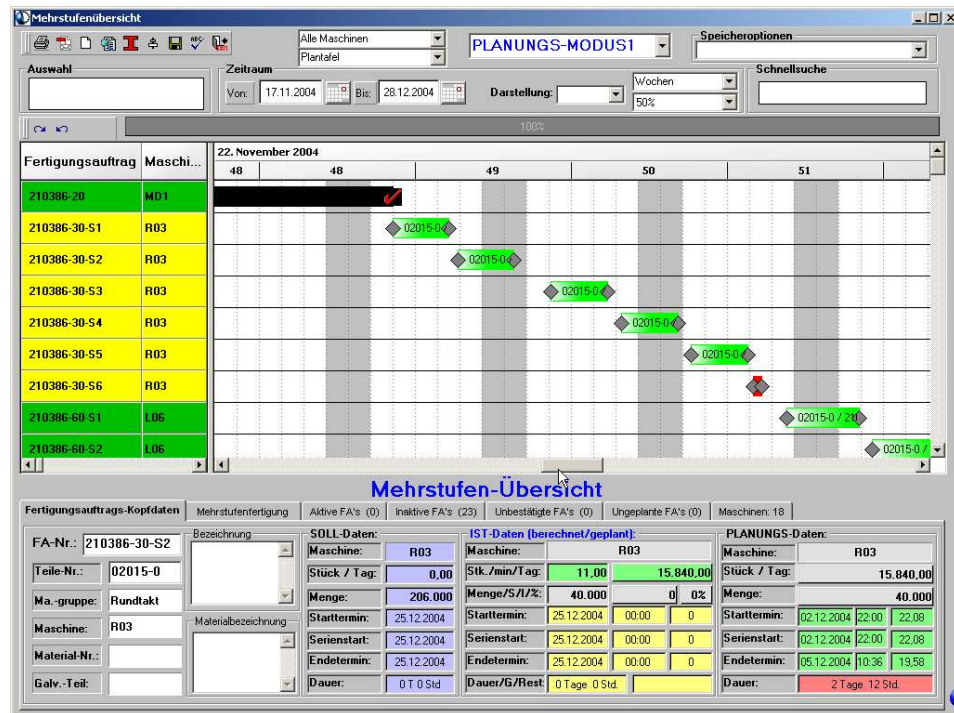 Mehrstufenübersicht
Alle Maschinen
Plantafel
PLANUNGS-MODUS1
Speicheroptionen
Auswahl
Zeitraum
Von: 17.11.2004 Bis: 28.12.2004
Darstellung:
Wochen
50%
Schnellsuche
100%
Fertigungsauftrag Maschi...
22. November 2004
48 48 49 50 51
210386-20 MD1
210386-30-S1 R03 02015-0
210386-30-S2 R03 02015-0
210386-30-S3 R03 02015-0
210386-30-S4 R03 02015-0
210386-30-S5 R03 02015-0
210386-30-S6 R03
210386-60-S1 L06 02015-0 / 21
210386-60-S2 L06 02015-0 /
Mehrstufen-Übersicht
Fertigungsauftrags-Kopfdaten Mehrstufenfertigung Aktive FA's (0) Inaktive FA's (23) Unbestätigte FA's (0) Ungeplante FA's (0) Maschinen: 18
FA-Nr.: 210386-30-S2
Teile-Nr.: 02015-0
Ma.-gruppe: Rundtakt
Maschine: R03
Material-Nr.:
Galv.-Teil:
Bezeichnung
Materialbezeichnung
SOLL-Daten:
Maschine: R03
Stück / Tag: 0,00
Menge: 206.000
Starttermin: 25.12.2004
Serienstart: 25.12.2004
Endetermin: 25.12.2004
Dauer: 0 T 0 Std
IST-Daten (berechnet/geplant):
Maschine: R03
Stk./min/Tag: 11,00 15.840,00
Menge/S/I/%: 40.000 0 0%
Starttermin: 25.12.2004 00:00 0
Serienstart: 25.12.2004 00:00 0
Endetermin: 25.12.2004 00:00 0
Dauer/G/Rest: 0 Tage 0 Std.
PLANUNGS-Daten:
Maschine: R03
Stück / Tag: 15.840,00
Menge: 40.000
Starttermin: 02.12.2004 22:00 22,08
Serienstart: 02.12.2004 22:00 22,08
Endetermin: 05.12.2004 10:36 19,58
Dauer: 2 Tage 12 Std.